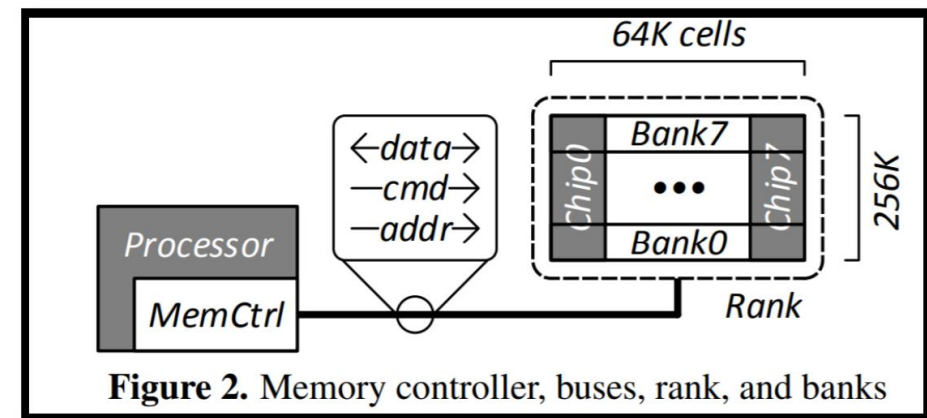 64K cells
←data→
—cmd→
—addr→
Processor
MemCtrl
Chip0
Bank7
•••
Bank0
Chip7
256K
Rank
Figure 2. Memory controller, buses, rank, and banks